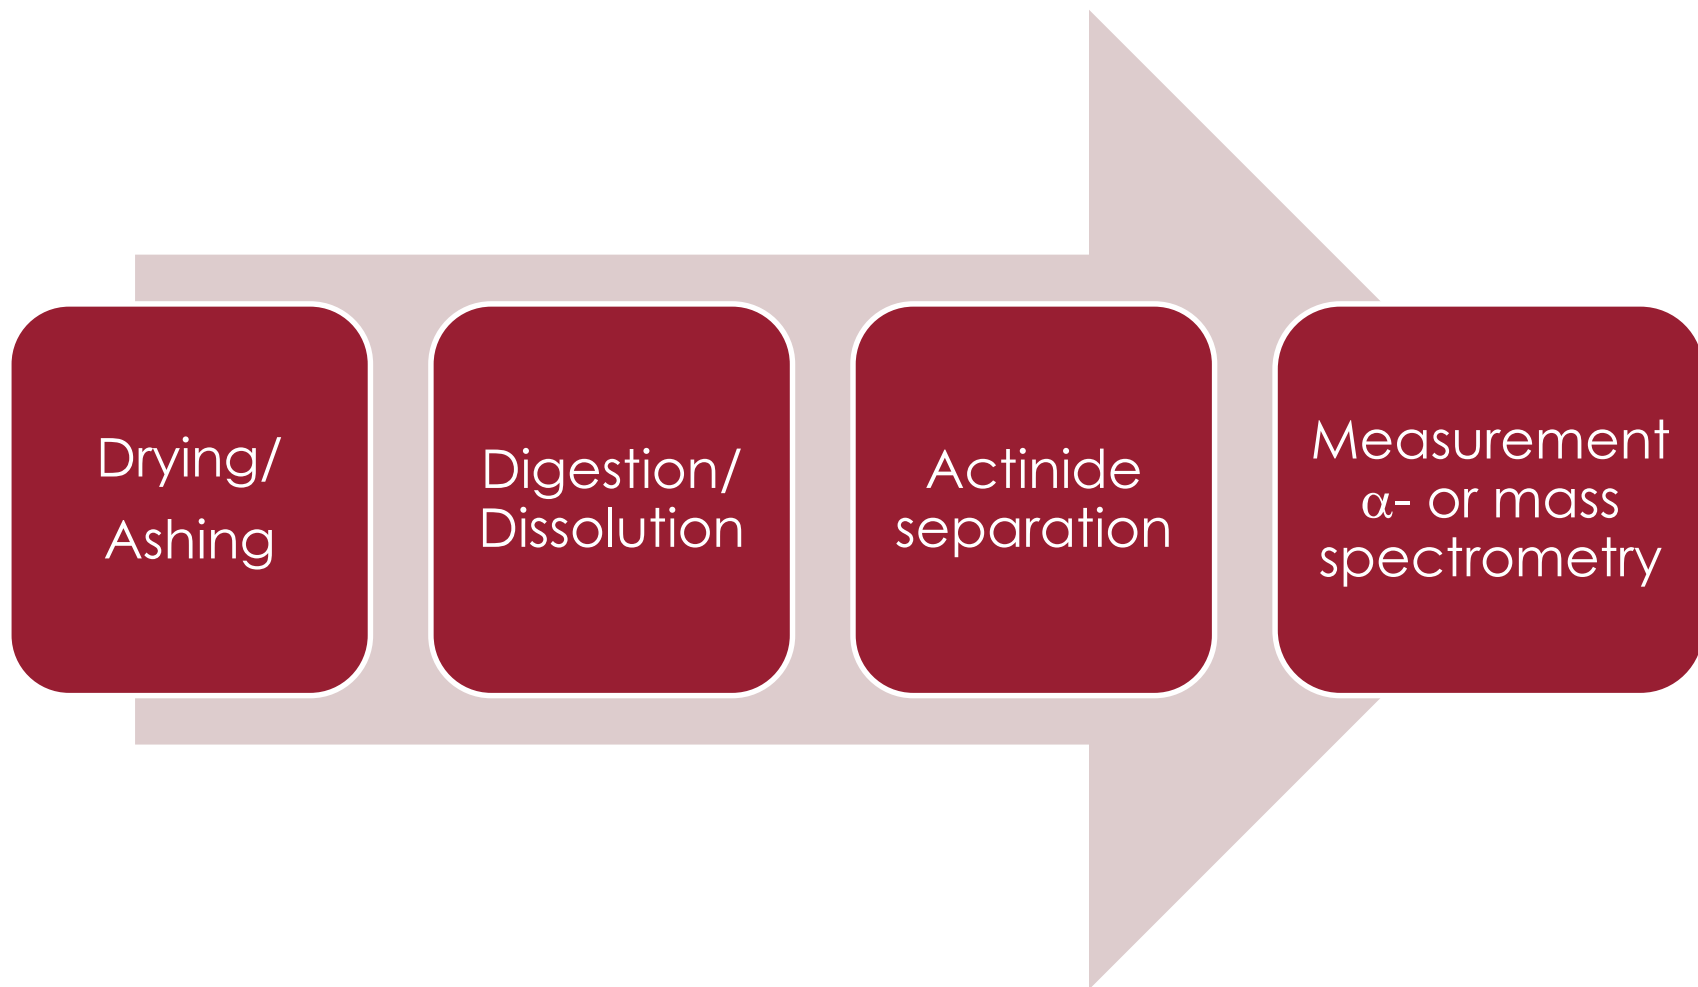 Drying/
Ashing
Digestion/
Dissolution
Actinide
separation
Measurement
α- or mass
spectrometry